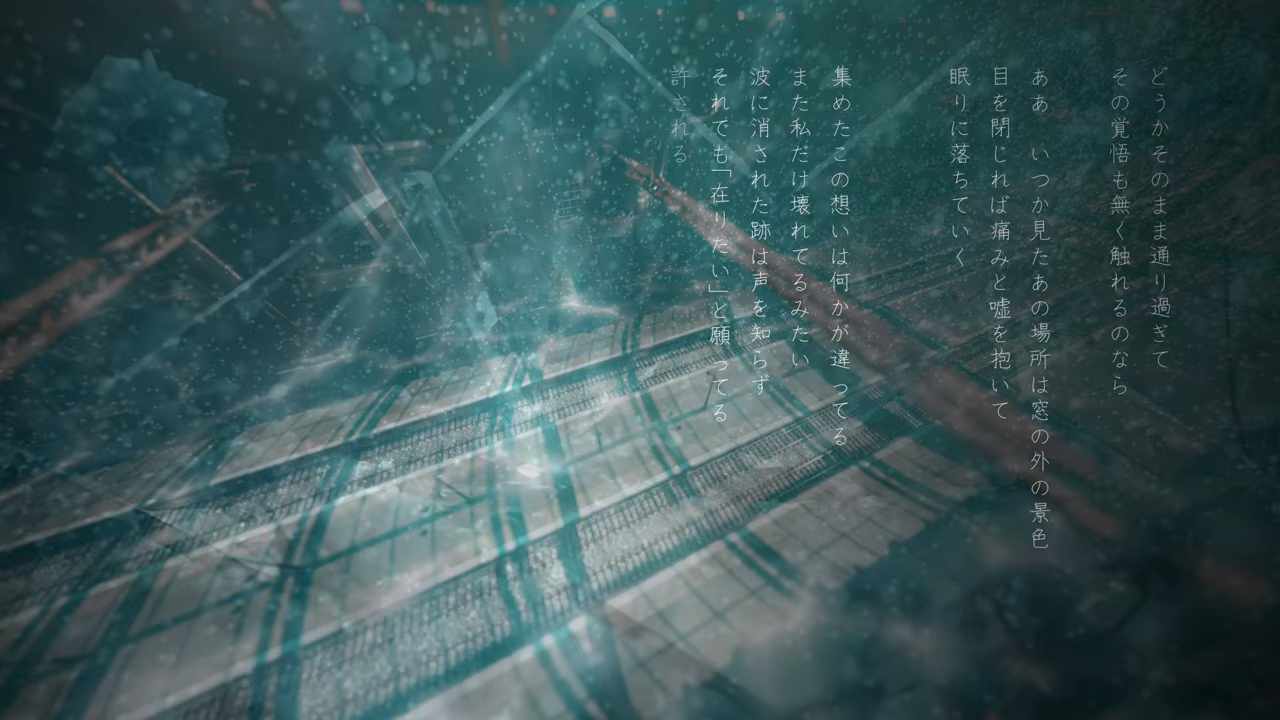 どうかそのまま通り過ぎて
その覚悟も無く触れるのなら
ああ　いつか見たあの場所は窓の外の景色
目を閉じれば痛みと嘘を抱いて
眠りに落ちていく
集めたこの想いは何かが違ってる
また私だけ壊れてるみたい
波に消された跡は声を知らず
それでも「在りたい」と願ってる
許される